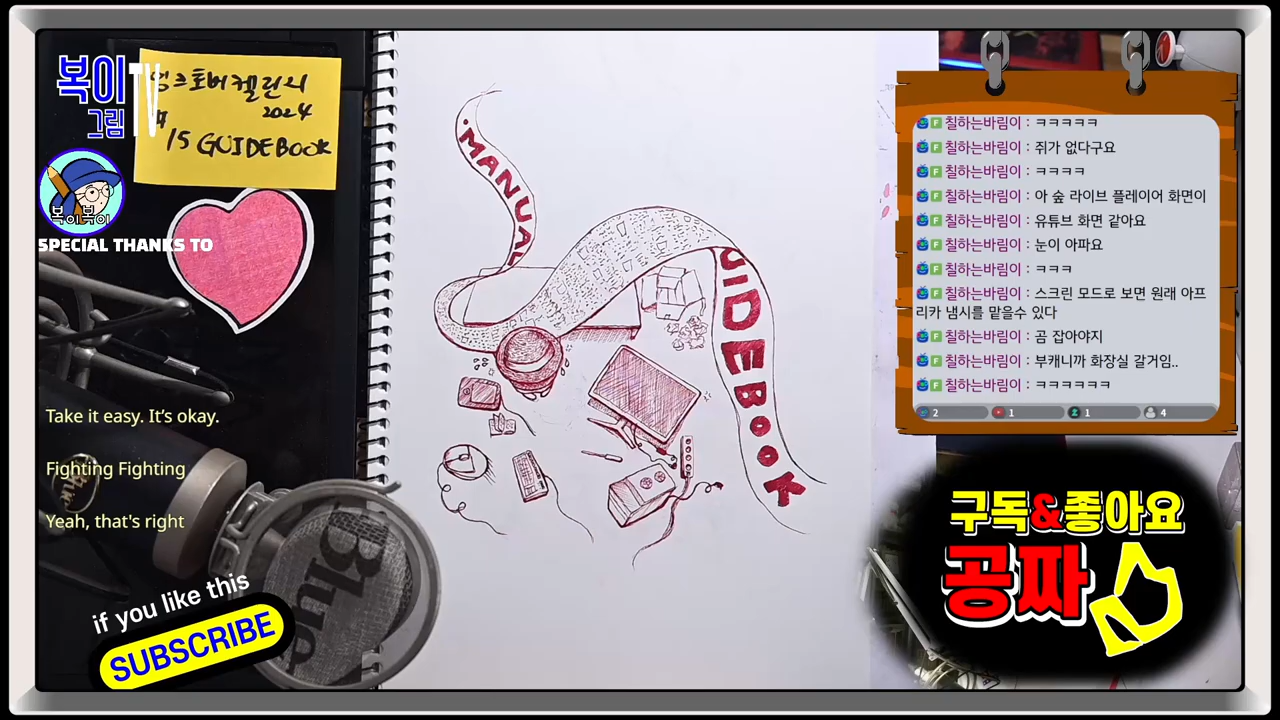 복이
그림
TV
잉크토버 켈린지
2024
#
15 GUIDEBOOK
복이복이
SPECIAL THANKS TO
Take it easy. It's okay.
Fighting Fighting
Yeah, that's right
if you like this
SUBSCRIBE
Blue
·MANUAL
UIDEBOOK
칠하는바림이 : ㅋㅋㅋㅋㅋ
칠하는바림이 : 쥐가 없다구요
칠하는바림이 : ㅋㅋㅋㅋ
칠하는바림이 : 아 숲 라이브 플레이어 화면이
칠하는바림이 : 유튜브 화면 같아요
칠하는바림이 : 눈이 아파요
칠하는바림이 : ㅋㅋㅋ
칠하는바림이 : 스크린 모드로 보면 원래 아프
리카 냄시를 맡을수 있다
칠하는바림이 : 곰 잡아야지
칠하는바림이 : 부캐니까 화장실 갈거임..
칠하는바림이 : ㅋㅋㅋㅋㅋㅋ
2 1 1 4
구독&좋아요
공짜